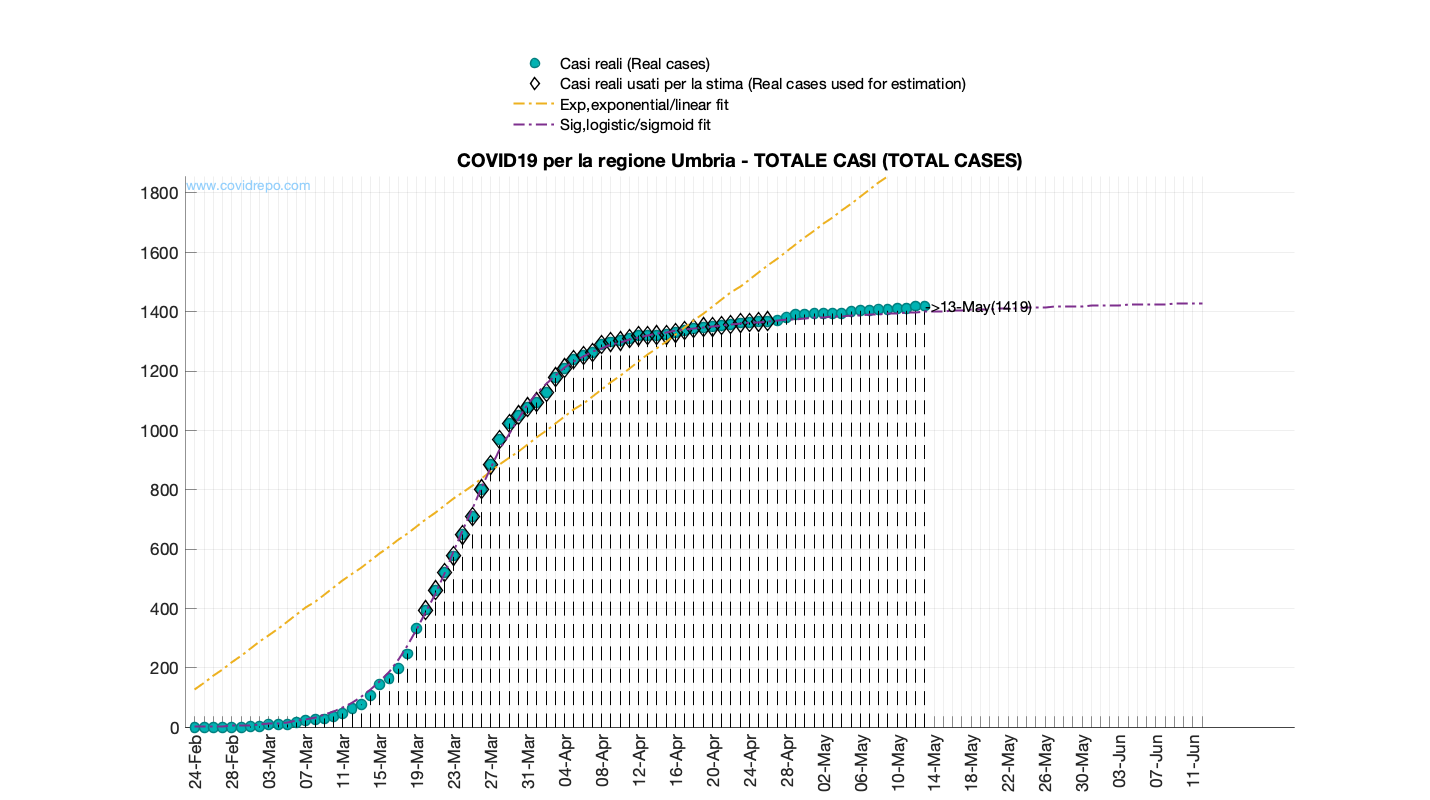 Casi reali (Real cases)
Casi reali usati per la stima (Real cases used for estimation)
Exp,exponential/linear fit
Sig,logistic/sigmoid fit
COVID19 per la regione Umbria - TOTALE CASI (TOTAL CASES)
www.covidrepo.com
1800
1600
1400
1200
1000
800
600
400
200
0
->13-May(1419)
24-Feb
28-Feb
03-Mar
07-Mar
11-Mar
15-Mar
19-Mar
23-Mar
27-Mar
31-Mar
04-Apr
08-Apr
12-Apr
16-Apr
20-Apr
24-Apr
28-Apr
02-May
06-May
10-May
14-May
18-May
22-May
26-May
30-May
03-Jun
07-Jun
11-Jun